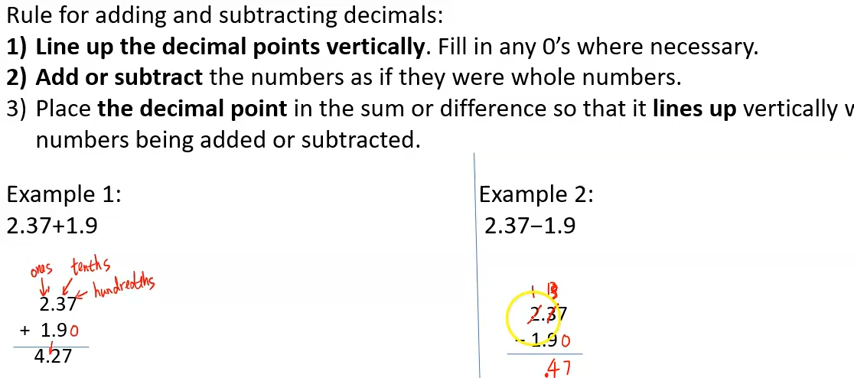 Rule for adding and subtracting decimals:
1) Line up the decimal points vertically. Fill in any 0's where necessary.
2) Add or subtract the numbers as if they were whole numbers.
3) Place the decimal point in the sum or difference so that it lines up vertically
numbers being added or subtracted.
Example 1:
2.37+1.9
ones tenths
hundredths
2.37
+ 1.90
4.27
Example 2:
2.37−1.9
1 13
2.37
- 1.90
.47